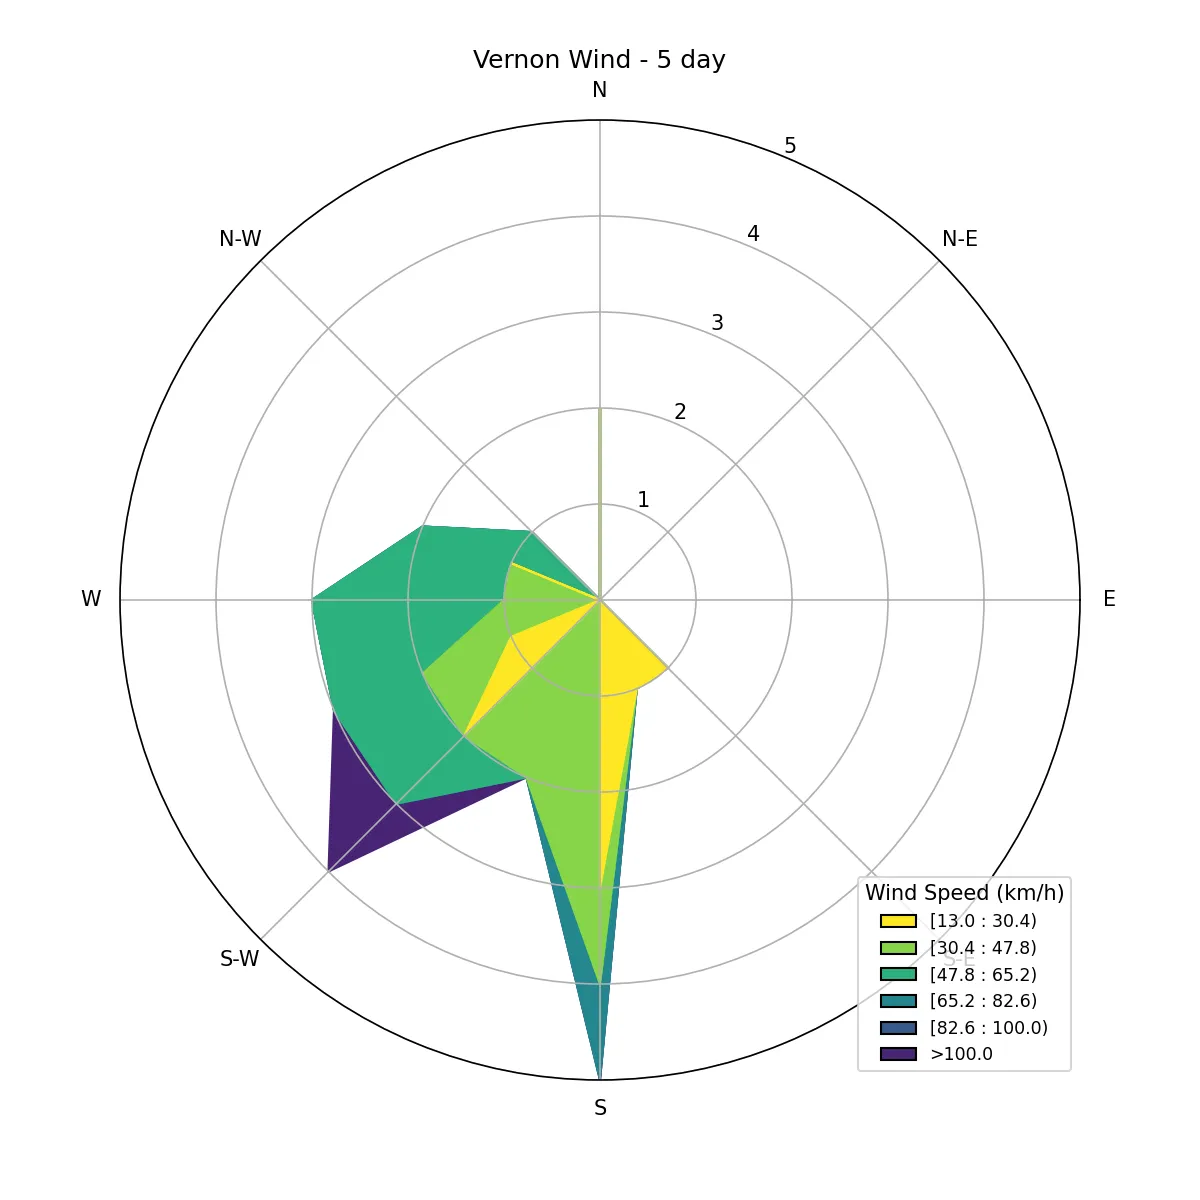 Vernon Wind - 5 day
N
5
N-W
4
N-E
3
2
1
W
E
S-W
S-E
Wind Speed (km/h)
[13.0 : 30.4)
[30.4 : 47.8)
[47.8 : 65.2)
[65.2 : 82.6)
[82.6 : 100.0)
>100.0
S